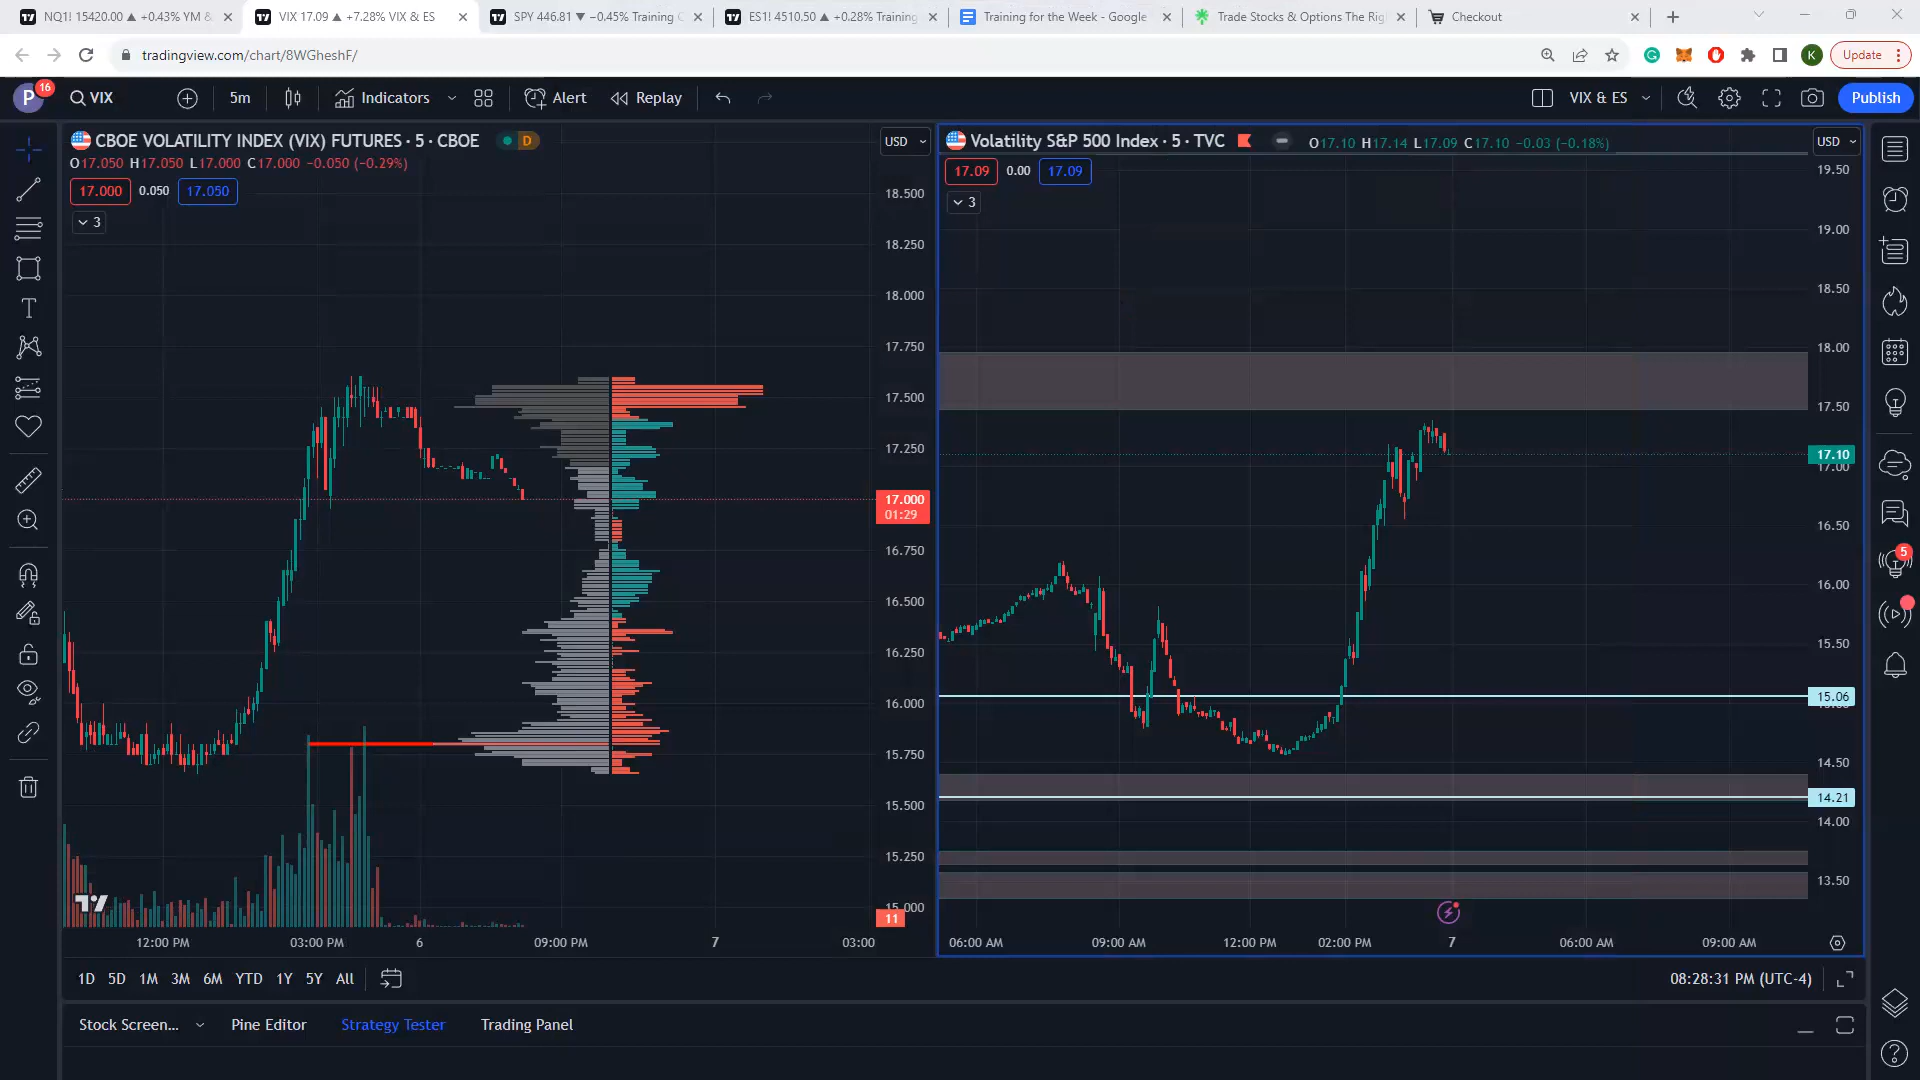 NQ1! 15420.00 ▲ +0.43% YM &
VIX 17.09 ▲ +7.28% VIX & ES
SPY 446.81 ▼ −0.45% Training C
ES1! 4510.50 ▲ +0.28% Training
Training for the Week - Google
Trade Stocks & Options The Rig
Checkout
tradingview.com/chart/8WGheshF/
K
Update
P
16
VIX
5m
Indicators
Alert
Replay
VIX & ES
Publish
CBOE VOLATILITY INDEX (VIX) FUTURES · 5 · CBOE
D
USD
O17.050 H17.050 L17.000 C17.000 −0.050 (−0.29%)
17.000
0.050
17.050
3
18.500
18.250
18.000
17.750
17.500
17.250
17.000
01:29
16.750
16.500
16.250
16.000
15.750
15.500
15.250
15.000
11
12:00 PM
03:00 PM
6
09:00 PM
7
03:00
Volatility S&P 500 Index · 5 · TVC
O17.10 H17.14 L17.09 C17.10 −0.03 (−0.18%)
USD
17.09
0.00
17.09
3
19.50
19.00
18.50
18.00
17.50
17.10
17.00
16.50
16.00
15.50
15.06
14.50
14.21
14.00
13.50
06:00 AM
09:00 AM
12:00 PM
02:00 PM
7
06:00 AM
09:00 AM
5
1D
5D
1M
3M
6M
YTD
1Y
5Y
All
08:28:31 PM (UTC-4)
Stock Screen...
Pine Editor
Strategy Tester
Trading Panel